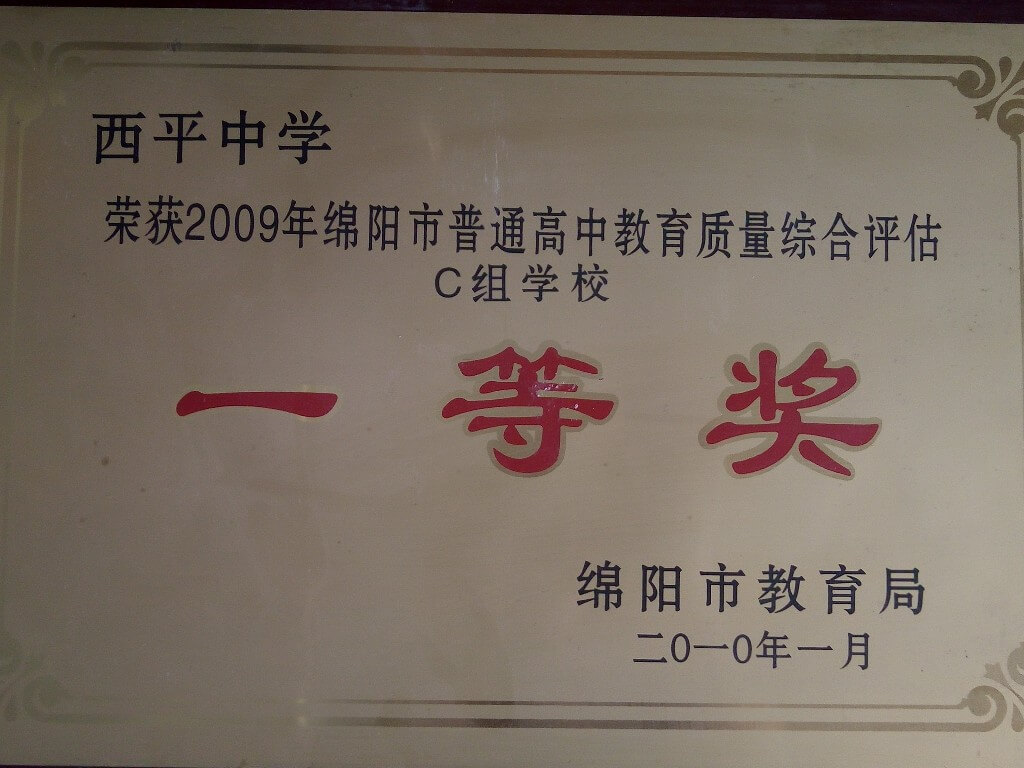 西平中学
荣获2009年绵阳市普通高中教育质量综合评估
C组学校
一等奖
绵阳市教育局
二0一0年一月